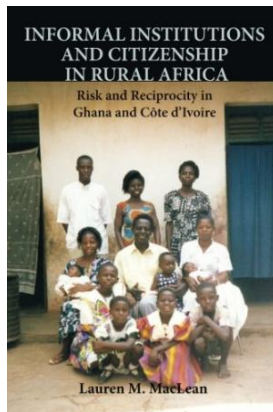 INFORMAL INSTITUTIONS
AND CITIZENSHIP
IN RURAL AFRICA
Risk and Reciprocity in
Ghana and Côte d'Ivoire
Lauren M. MacLean